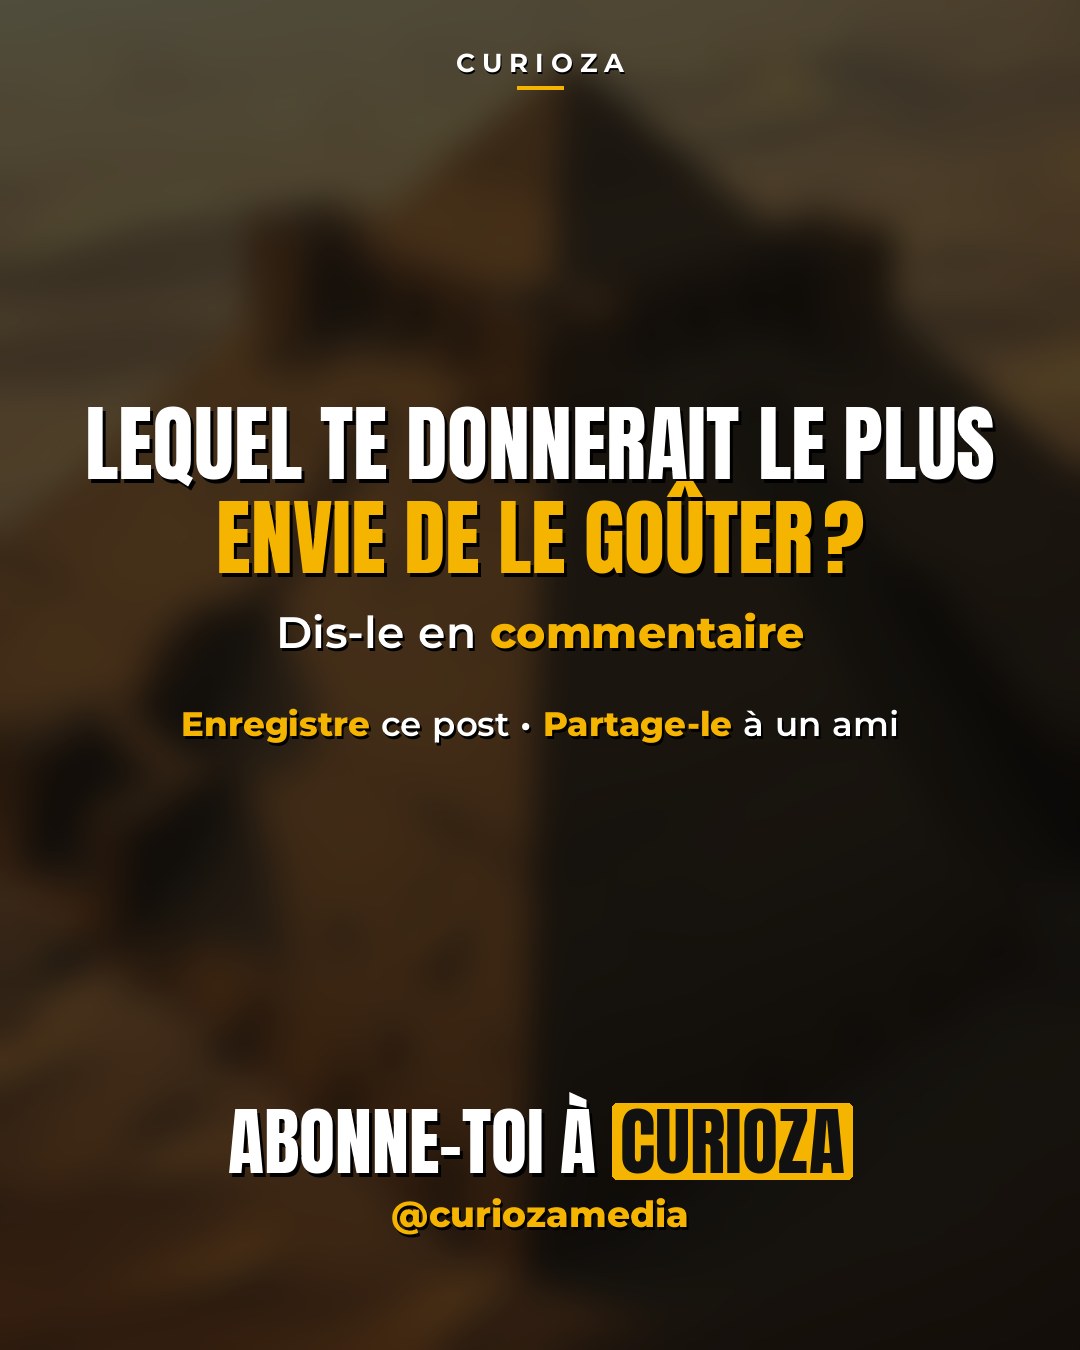 CURIOZA
LEQUEL TE DONNERAIT LE PLUS
ENVIE DE LE GOÛTER ?
Dis-le en commentaire
Enregistre ce post • Partage-le à un ami
ABONNE-TOI À CURIOZA
@curiozamedia